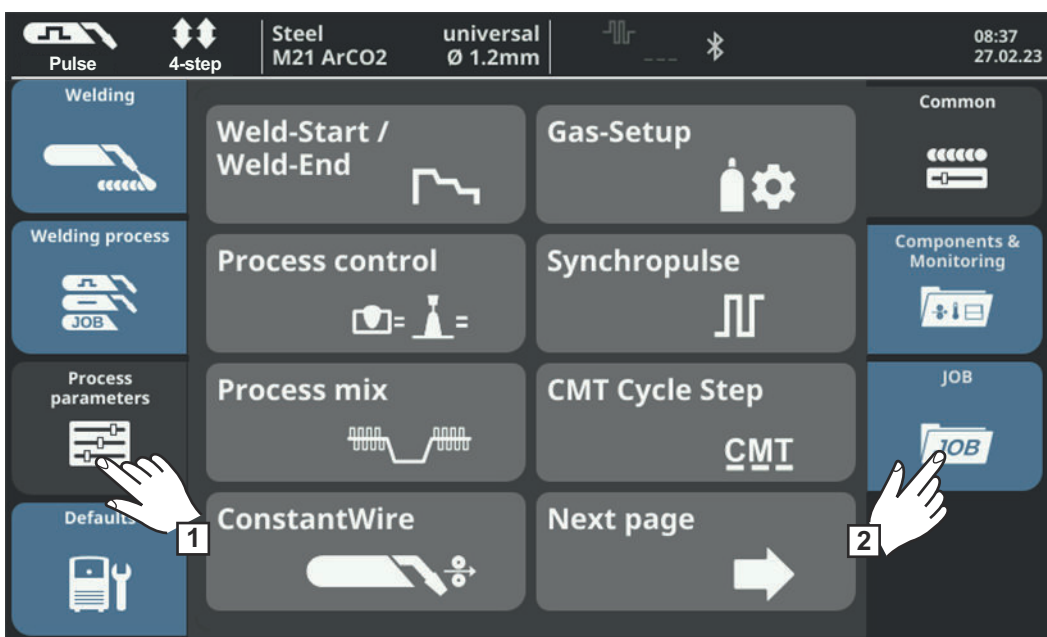 Pulse
4-step
Steel
M21 ArCO2
universal
Ø 1.2mm
---
08:37
27.02.23
Welding
Welding process
JOB
Process
parameters
Defaults
Weld-Start /
Weld-End
Gas-Setup
Process control
=
=
Synchropulse
Process mix
CMT Cycle Step
CMT
ConstantWire
Next page
Common
Components &
Monitoring
JOB
JOB
1
2